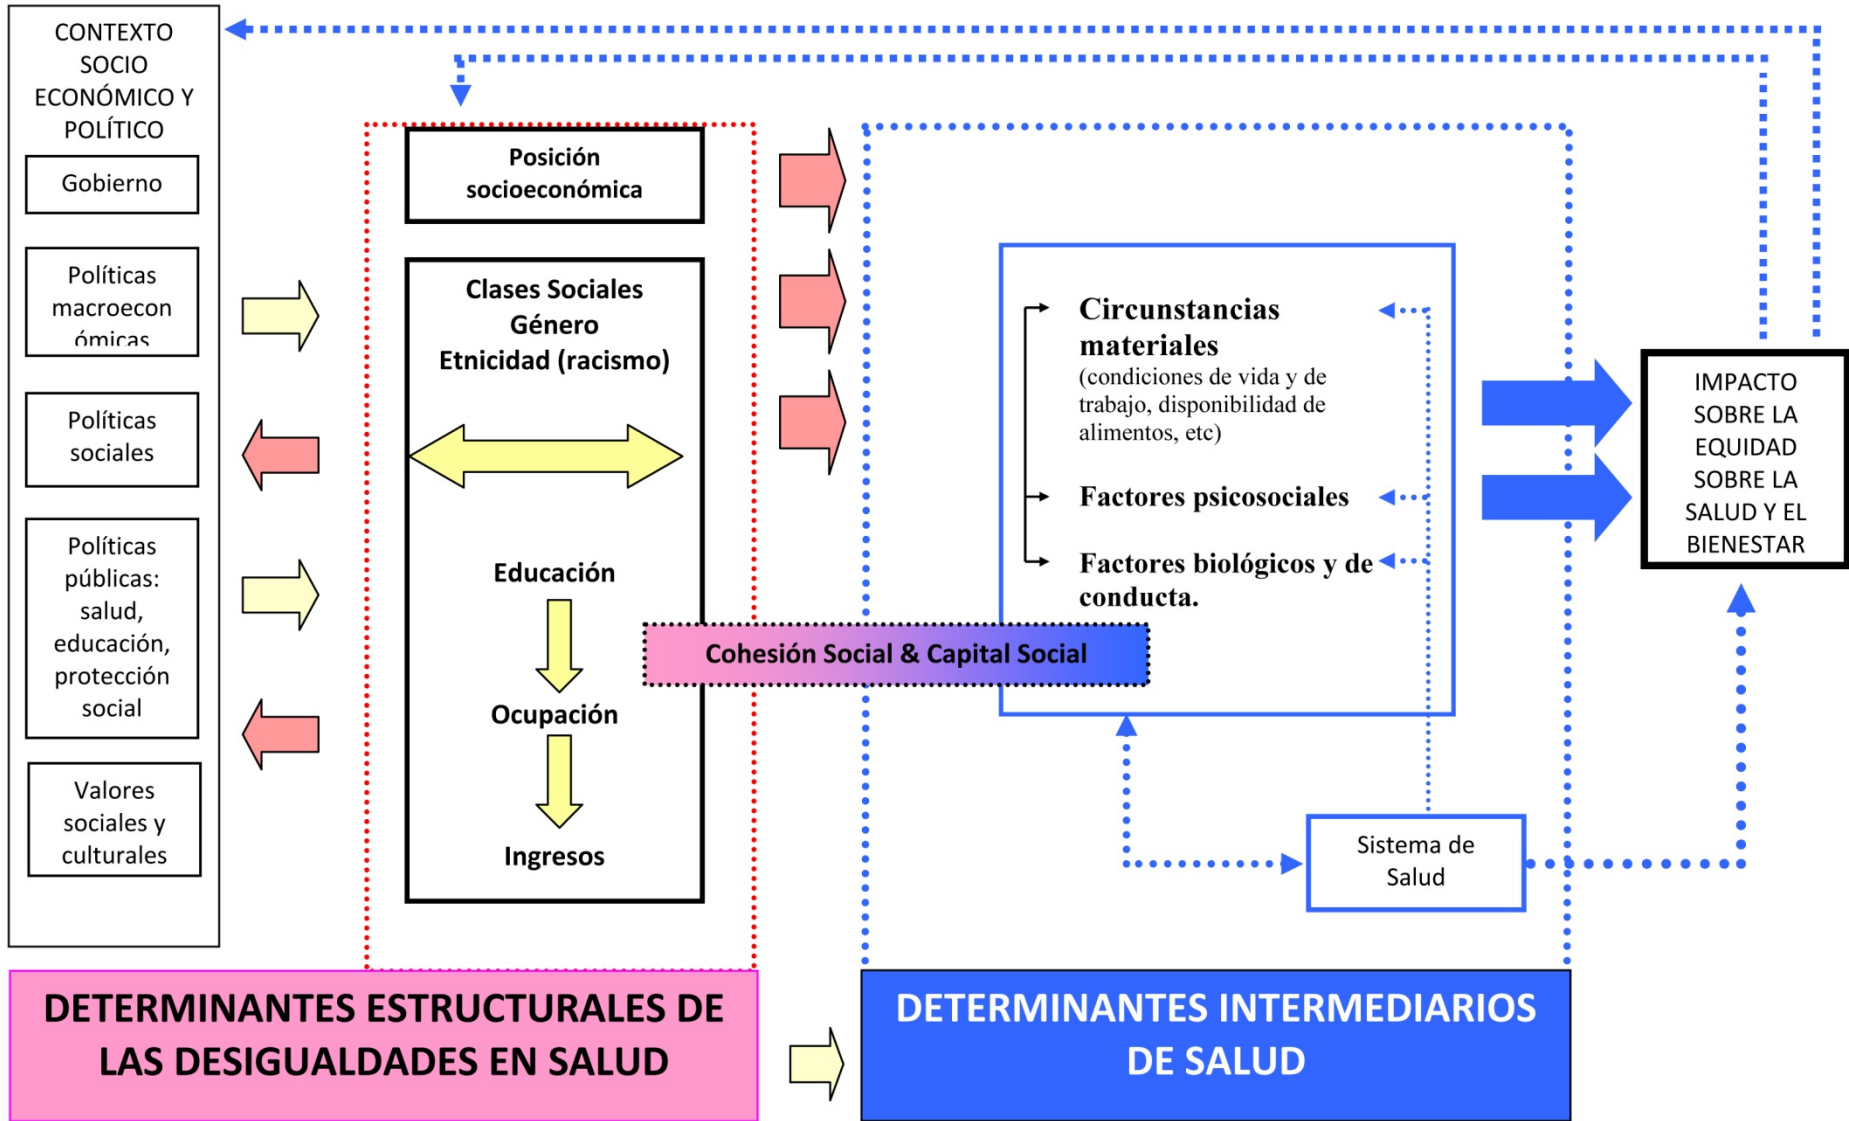 CONTEXTO
SOCIO
ECONÓMICO Y
POLÍTICO
Gobierno
Políticas
macroecon
ómicas
Políticas
sociales
Políticas
públicas:
salud,
educación,
protección
social
Valores
sociales y
culturales
Posición
socioeconómica
Clases Sociales
Género
Etnicidad (racismo)
Educación
Ocupación
Ingresos
Cohesión Social & Capital Social
Circunstancias
materiales
(condiciones de vida y de
trabajo, disponibilidad de
alimentos, etc)
Factores psicosociales
Factores biológicos y de
conducta.
Sistema de
Salud
IMPACTO
SOBRE LA
EQUIDAD
SOBRE LA
SALUD Y EL
BIENESTAR
DETERMINANTES ESTRUCTURALES DE
LAS DESIGUALDADES EN SALUD
DETERMINANTES INTERMEDIARIOS
DE SALUD